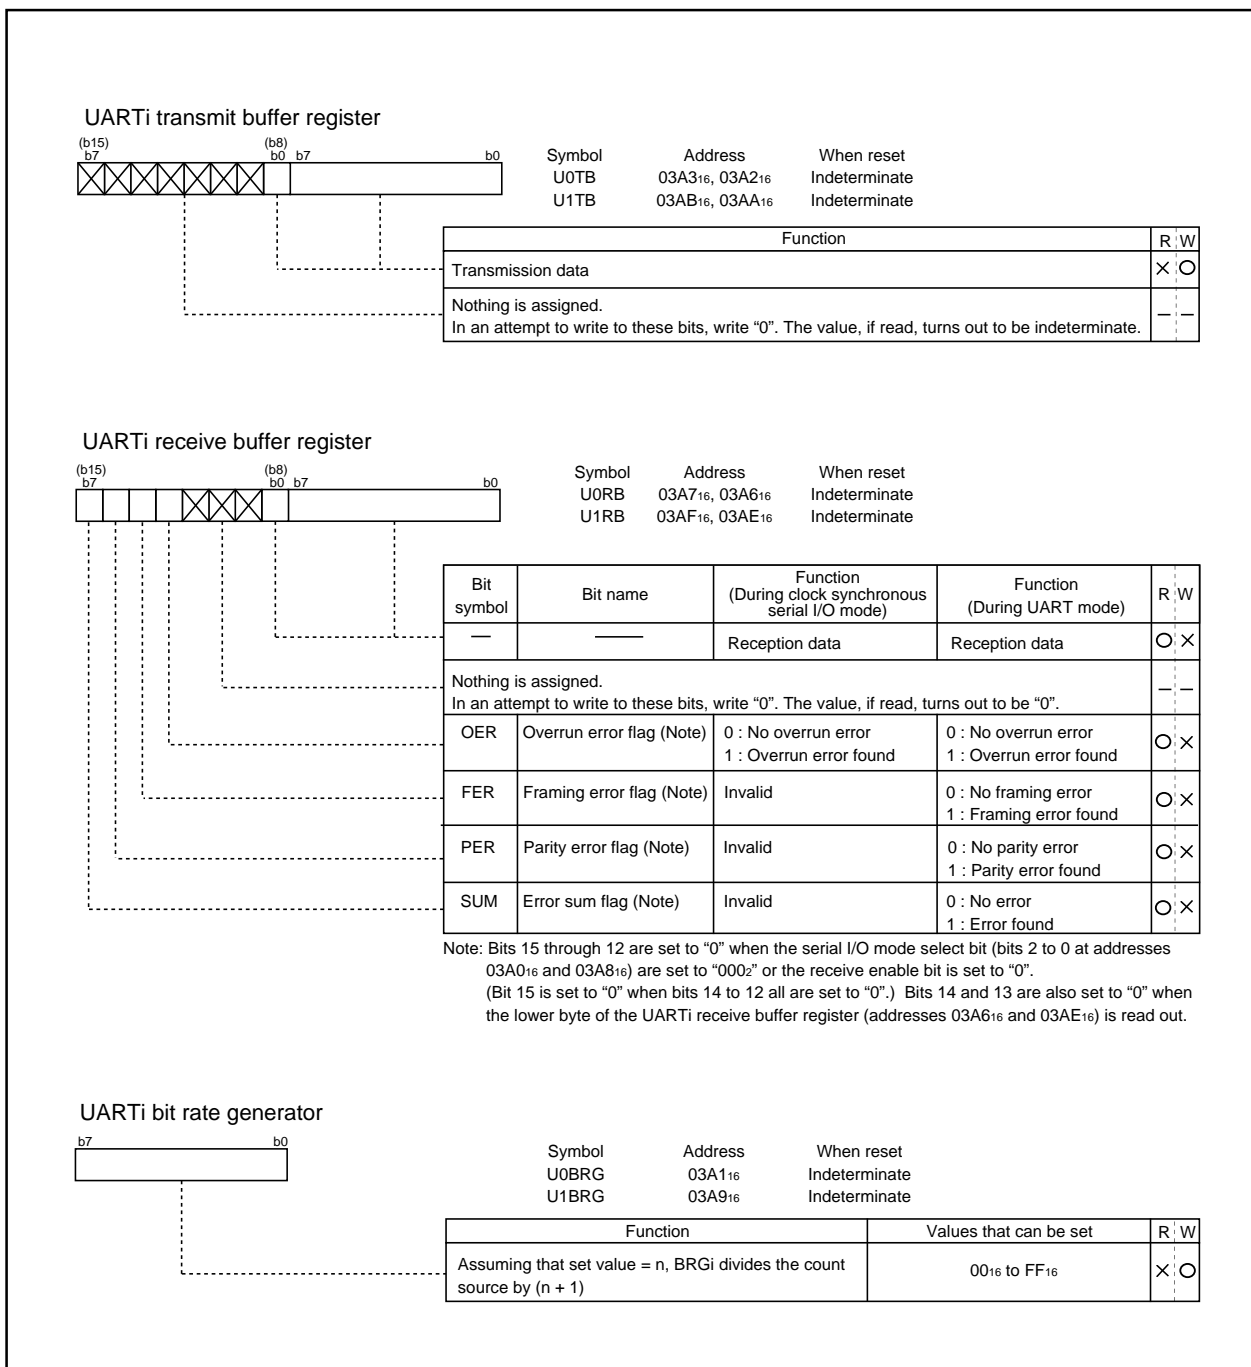 UARTi transmit buffer register
(b15) (b8)
b7 b0 b7 b0
Symbol Address When reset
U0TB 03A316, 03A216 Indeterminate
U1TB 03AB16, 03AA16 Indeterminate
Function R W
Transmission data
Nothing is assigned.
In an attempt to write to these bits, write “0”. The value, if read, turns out to be indeterminate.
UARTi receive buffer register
(b15) (b8)
b7 b0 b7 b0
Symbol Address When reset
U0RB 03A716, 03A616 Indeterminate
U1RB 03AF16, 03AE16 Indeterminate
Bit symbol Bit name Function (During clock synchronous serial I/O mode) Function (During UART mode) R W
Reception data Reception data
Nothing is assigned.
In an attempt to write to these bits, write “0”. The value, if read, turns out to be “0”.
OER Overrun error flag (Note) 0 : No overrun error 0 : No overrun error
1 : Overrun error found 1 : Overrun error found
FER Framing error flag (Note) Invalid 0 : No framing error
1 : Framing error found
PER Parity error flag (Note) Invalid 0 : No parity error
1 : Parity error found
SUM Error sum flag (Note) Invalid 0 : No error
1 : Error found
Note: Bits 15 through 12 are set to “0” when the serial I/O mode select bit (bits 2 to 0 at addresses
03A016 and 03A816) are set to “0002” or the receive enable bit is set to “0”.
(Bit 15 is set to “0” when bits 14 to 12 all are set to “0”.) Bits 14 and 13 are also set to “0” when
the lower byte of the UARTi receive buffer register (addresses 03A616 and 03AE16) is read out.
UARTi bit rate generator
b7 b0
Symbol Address When reset
U0BRG 03A116 Indeterminate
U1BRG 03A916 Indeterminate
Function Values that can be set R W
Assuming that set value = n, BRGi divides the count
source by (n + 1) 0016 to FF16